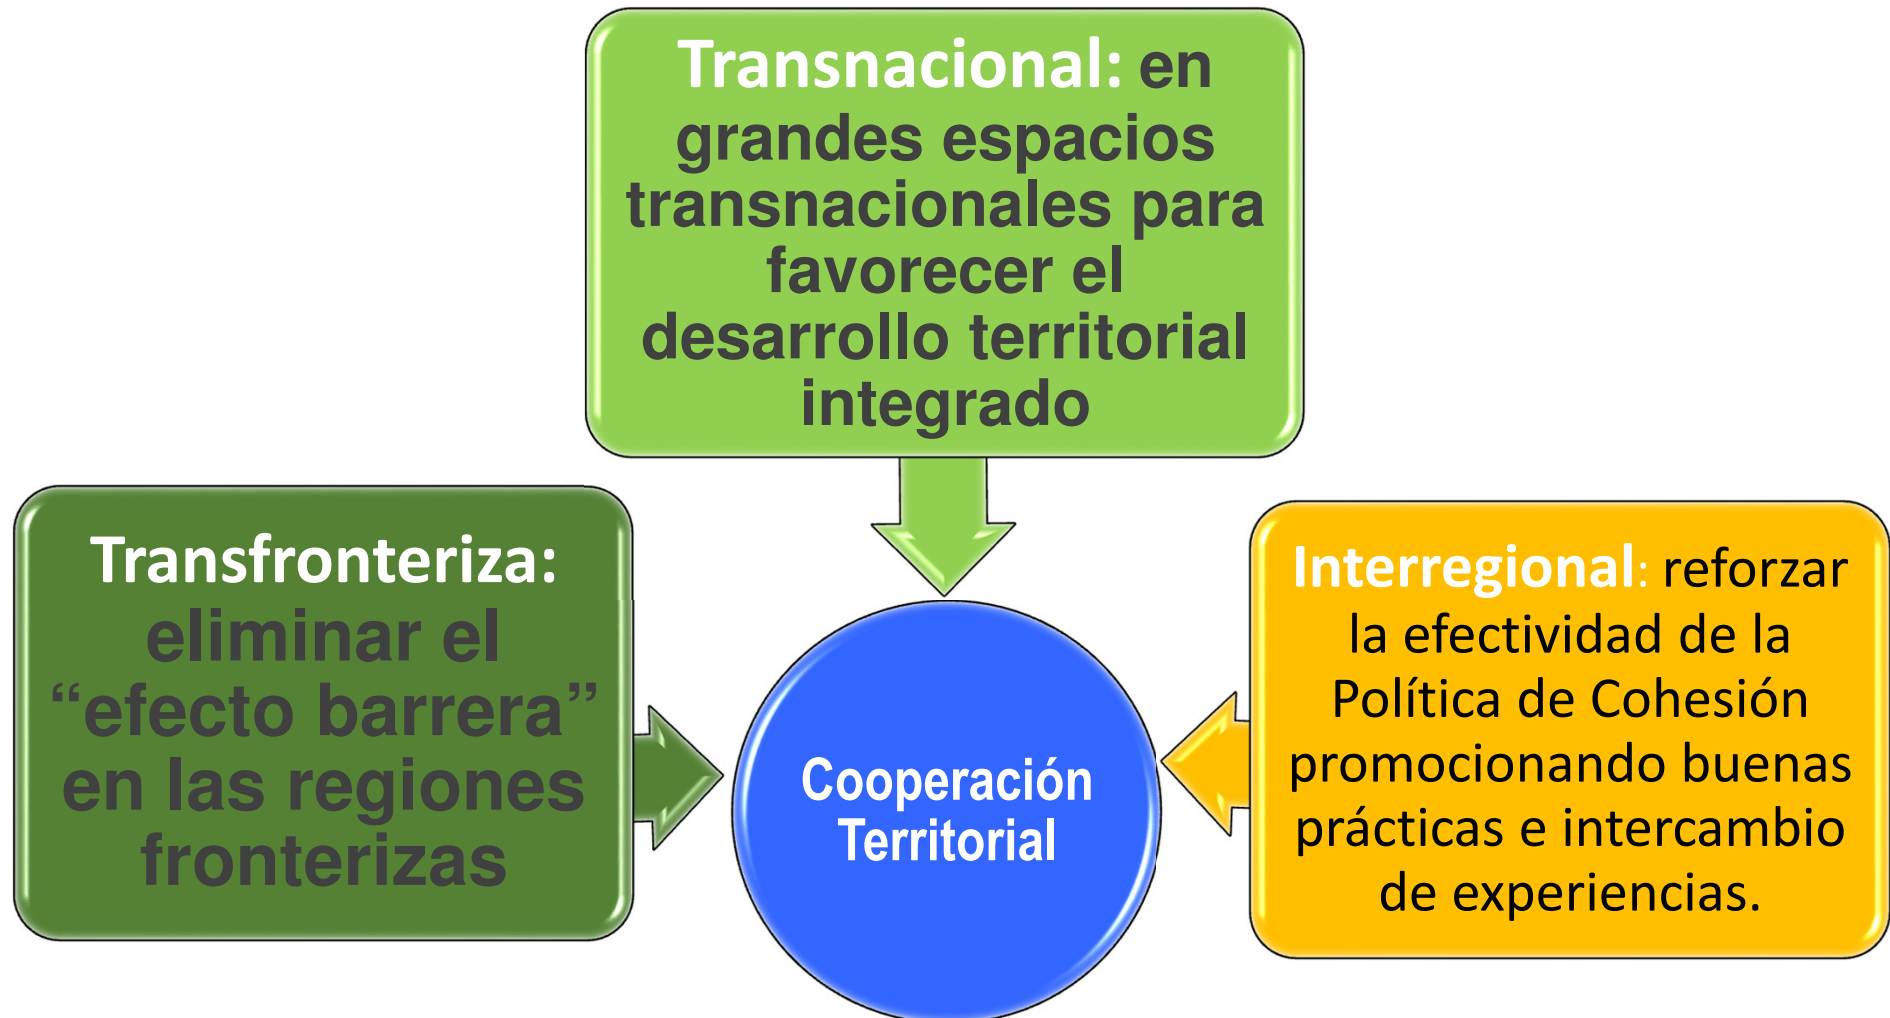 Transnacional: en
grandes espacios
transnacionales para
favorecer el
desarrollo territorial
integrado
Transfronteriza:
eliminar el
“efecto barrera”
en las regiones
fronterizas
Cooperación
Territorial
Interregional: reforzar
la efectividad de la
Política de Cohesión
promocionando buenas
prácticas e intercambio
de experiencias.